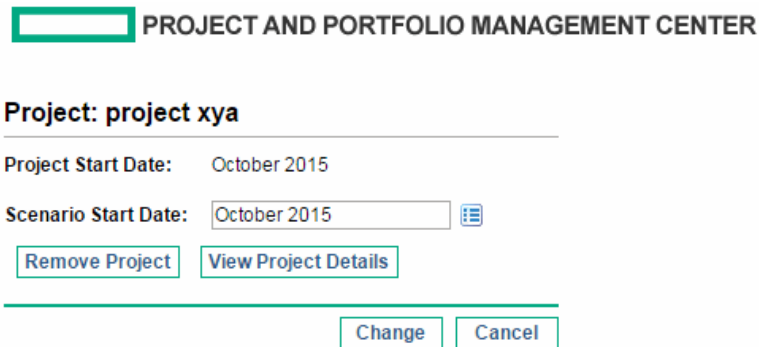 PROJECT AND PORTFOLIO MANAGEMENT CENTER
Project: project xya
Project Start Date: October 2015
Scenario Start Date: October 2015
Remove Project View Project Details
Change Cancel